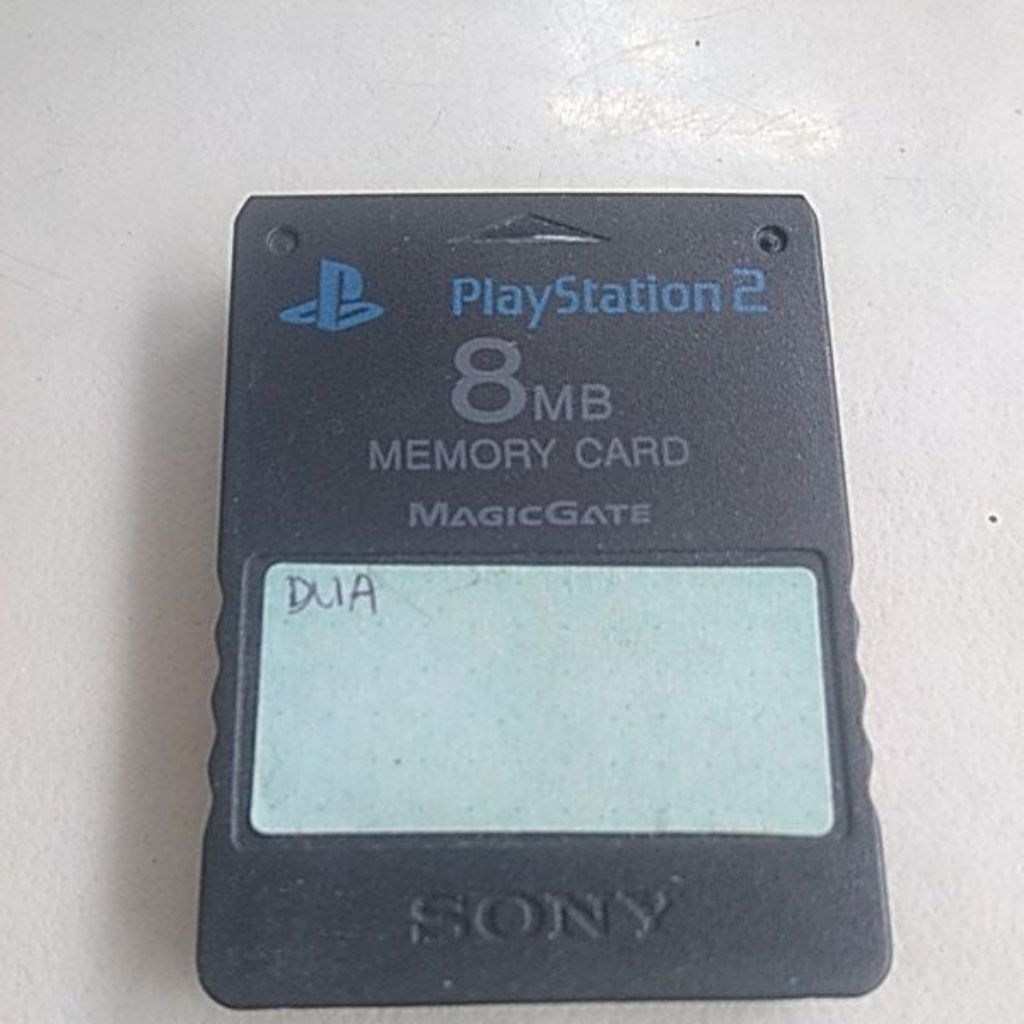 PlayStation 2
8MB
MEMORY CARD
MAGICGATE
DUA
SONY